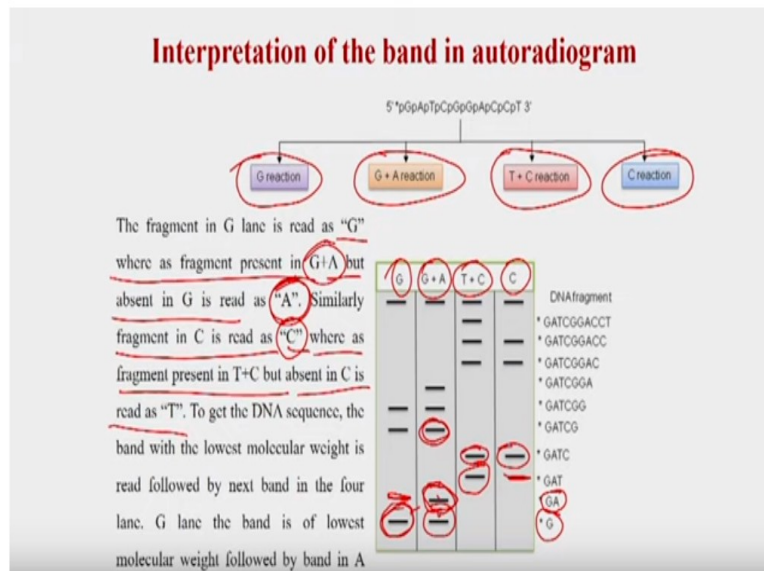 Interpretation of the band in autoradiogram
5'*pGpApTpCpGpGpApCpCpT 3'
G reaction
G + A reaction
T + C reaction
C reaction
The fragment in G lane is read as “G”
where as fragment present in G+A but
absent in G is read as “A”. Similarly
fragment in C is read as “C” where as
fragment present in T+C but absent in C is
read as “T”. To get the DNA sequence, the
band with the lowest molecular weight is
read followed by next band in the four
lane. G lane the band is of lowest
molecular weight followed by band in A
G G + A T + C C
DNA fragment
* GATCGGACCT
* GATCGGACC
* GATCGGAC
* GATCGGA
* GATCGG
* GATCG
* GATC
* GAT
* GA
* G